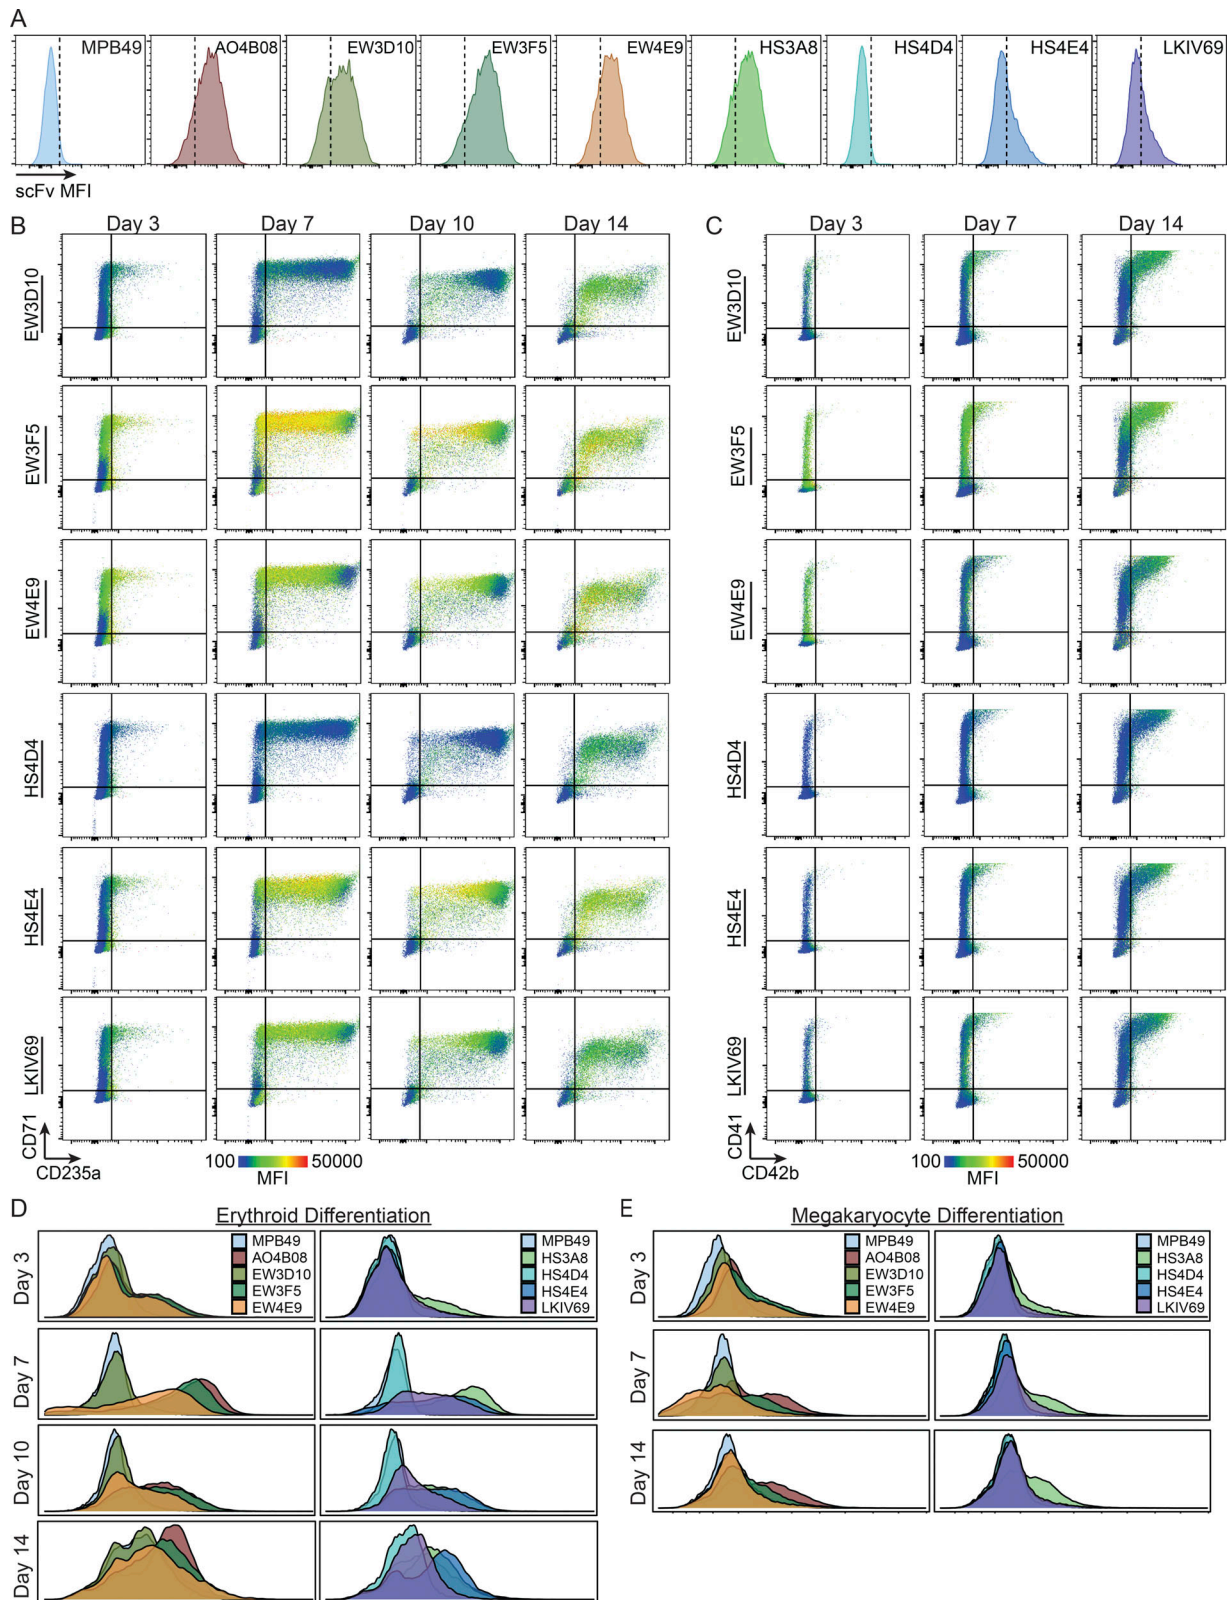 A
MPB49 AO4B08 EW3D10 EW3F5 EW4E9 HS3A8 HS4D4 HS4E4 LKIV69
scFv MFI
B Day 3 Day 7 Day 10 Day 14
EW3D10
EW3F5
EW4E9
HS4D4
HS4E4
LKIV69
CD71
CD235a
100 50000
MFI
C Day 3 Day 7 Day 14
EW3D10
EW3F5
EW4E9
HS4D4
HS4E4
LKIV69
CD41
CD42b
100 50000
MFI
D Erythroid Differentiation
Day 3
MPB49
AO4B08
EW3D10
EW3F5
EW4E9
MPB49
HS3A8
HS4D4
HS4E4
LKIV69
Day 7
Day 10
Day 14
E Megakaryocyte Differentiation
Day 3
MPB49
AO4B08
EW3D10
EW3F5
EW4E9
MPB49
HS3A8
HS4D4
HS4E4
LKIV69
Day 7
Day 14